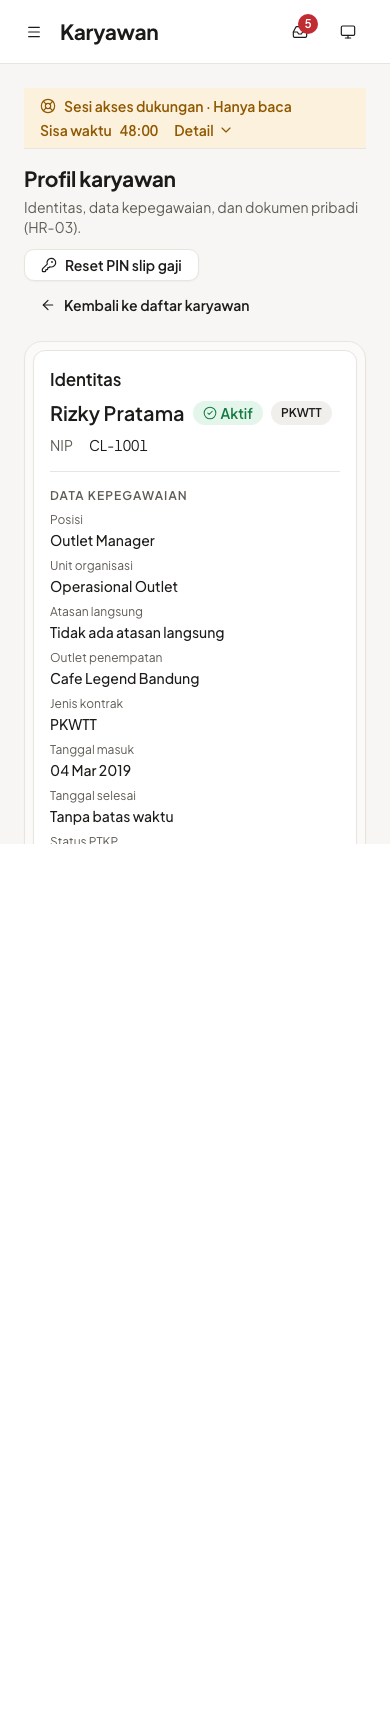 Karyawan
5
Sesi akses dukungan · Hanya baca
Sisa waktu 48:00 Detail
Profil karyawan
Identitas, data kepegawaian, dan dokumen pribadi
(HR-03).
Reset PIN slip gaji
Kembali ke daftar karyawan
Identitas
Rizky Pratama Aktif PKWTT
NIP CL-1001
DATA KEPEGAWAIAN
Posisi
Outlet Manager
Unit organisasi
Operasional Outlet
Atasan langsung
Tidak ada atasan langsung
Outlet penempatan
Cafe Legend Bandung
Jenis kontrak
PKWTT
Tanggal masuk
04 Mar 2019
Tanggal selesai
Tanpa batas waktu
Status PTKP